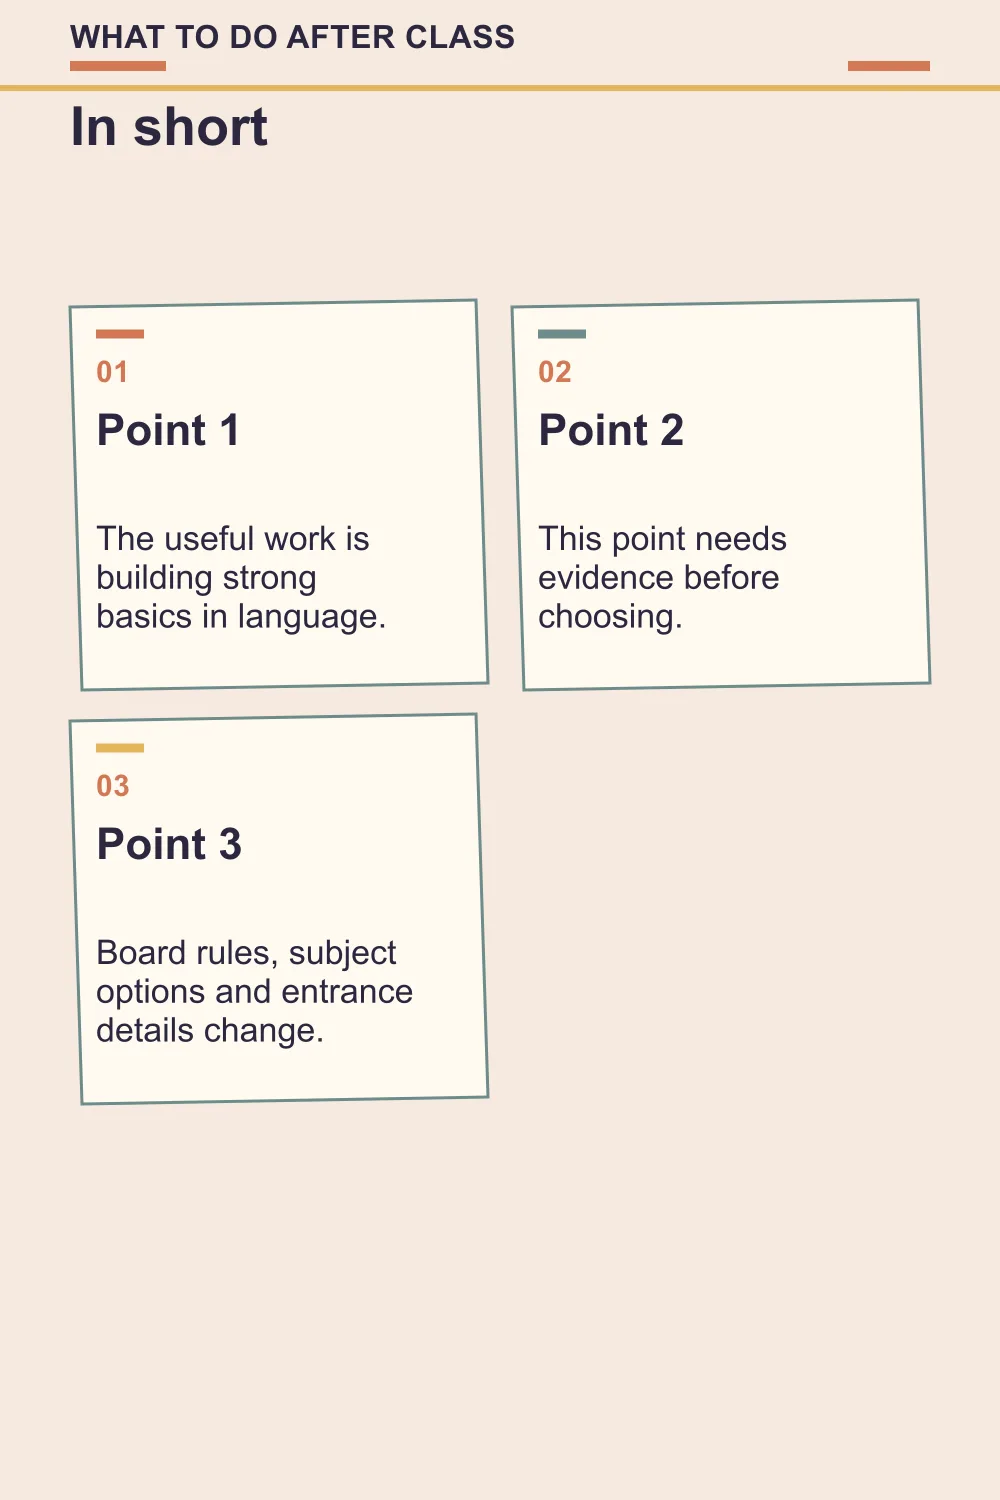 WHAT TO DO AFTER CLASS
In short
01
Point 1
The useful work is
building strong
basics in language.
02
Point 2
This point needs
evidence before
choosing.
03
Point 3
Board rules, subject
options and entrance
details change.